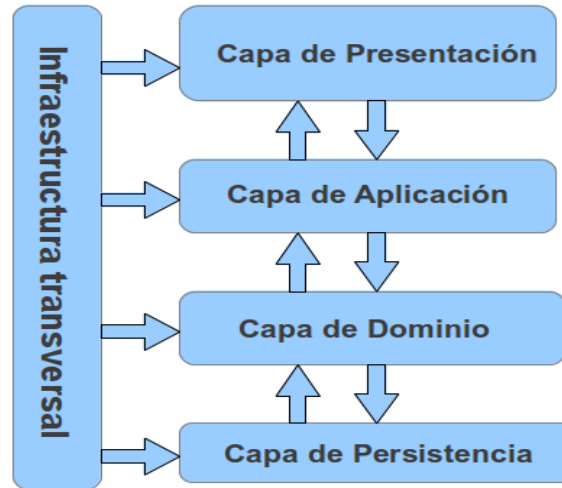 Infraestructura transversal
Capa de Presentación
Capa de Aplicación
Capa de Dominio
Capa de Persistencia